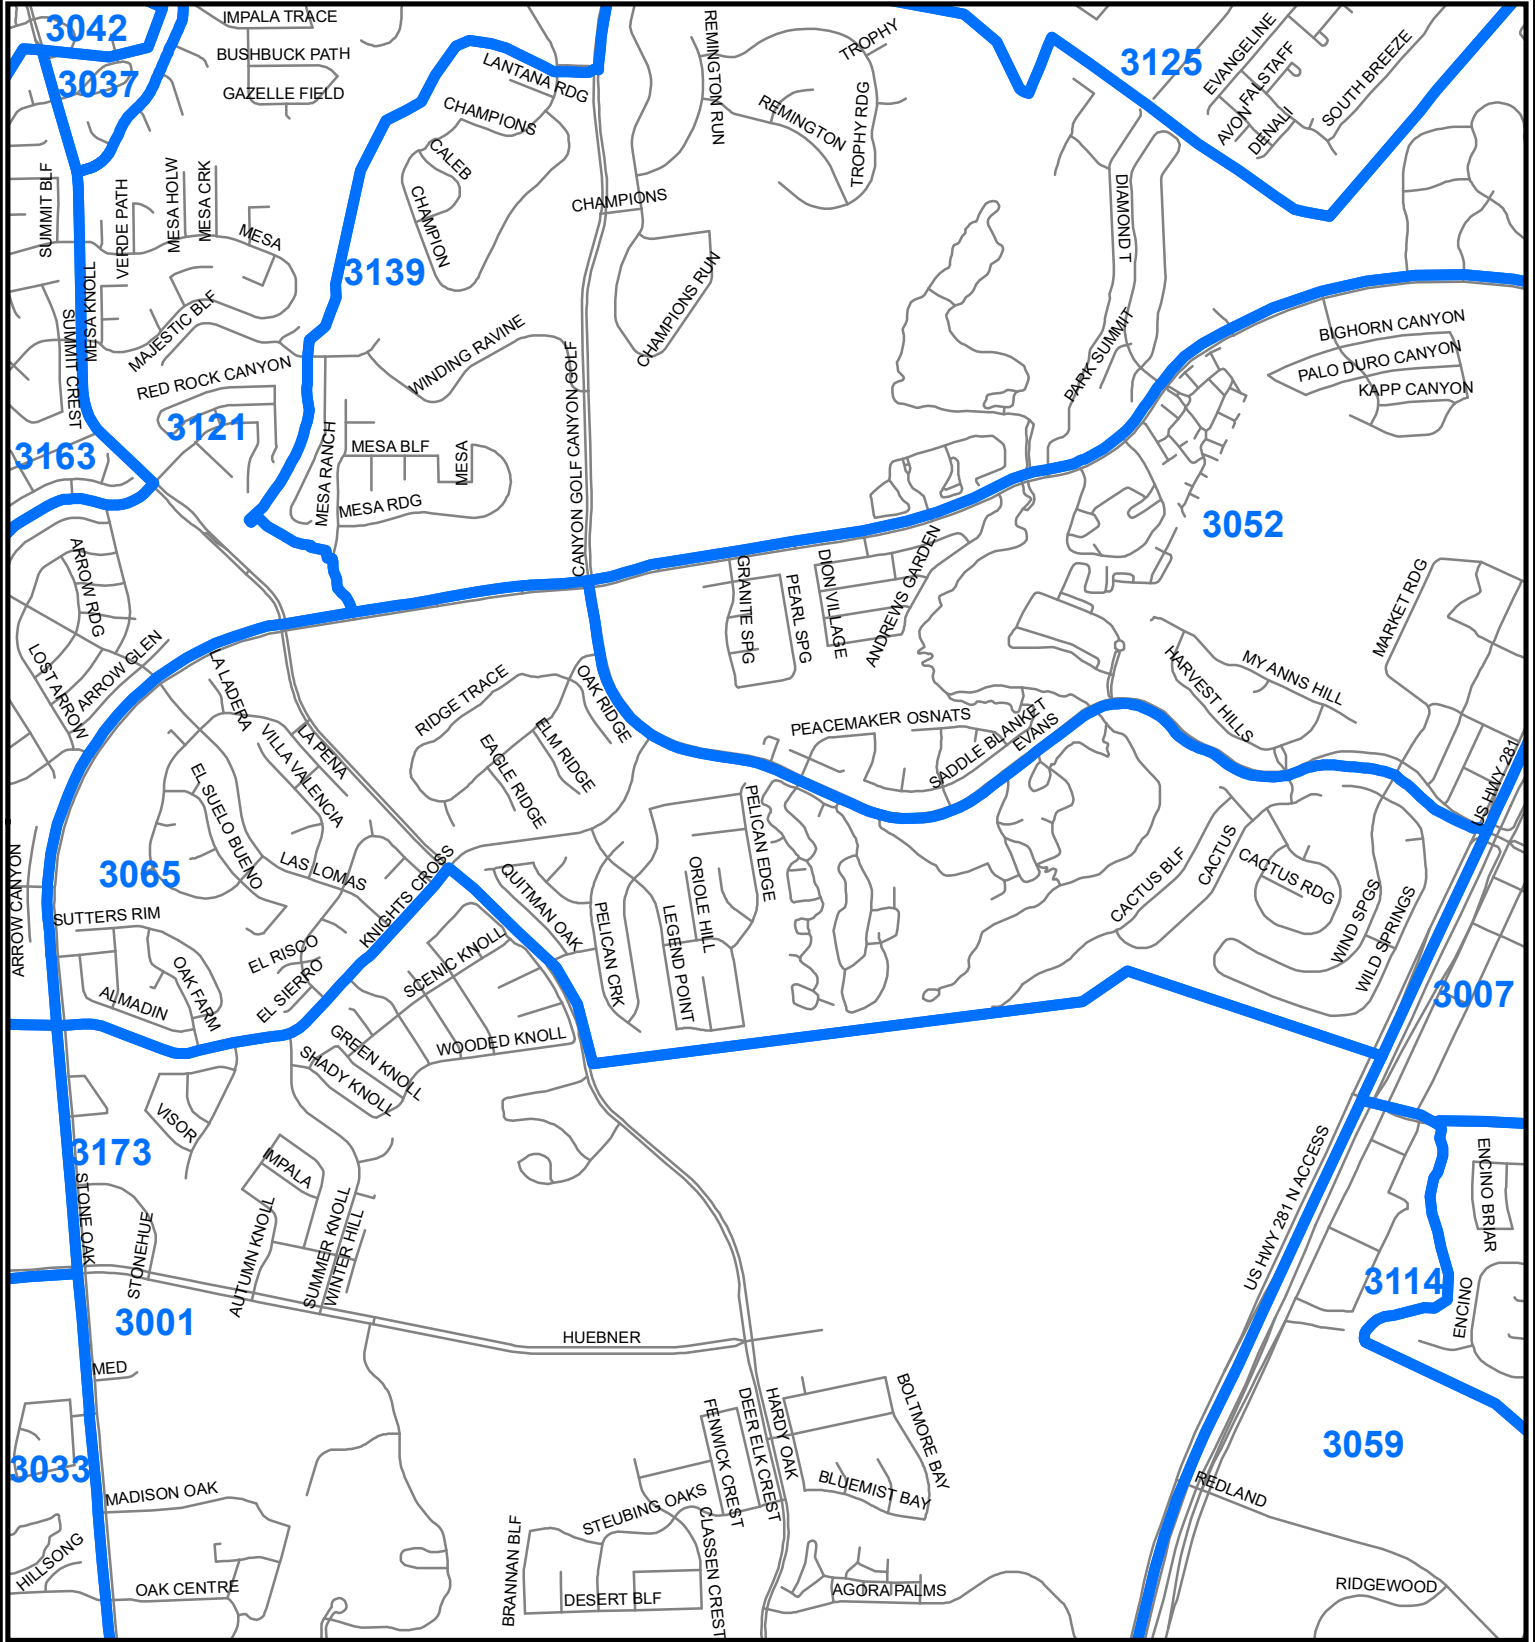 3042
IMPALA TRACE
BUSHBUCK PATH
3037
GAZELLE FIELD
LANTANA RDG
CHAMPIONS
CALEB
CHAMPION
REMINGTON RUN
TROPHY
REMINGTON
TROPHY RDG
3125
EVANGELINE
FALSTAFF
AVON
DENALI
SOUTH BREEZE
SUMMIT BLF
VERDE PATH
MESA HOLW
MESA CRK
MESA
3139
CHAMPIONS
CHAMPIONS RUN
DIAMOND T
PARK SUMMIT
MESA KNOLL
SUMMIT CREST
MAJESTIC BLF
RED ROCK CANYON
3121
3163
WINDING RAVINE
CANYON GOLF CANYON GOLF
MESA RANCH
MESA BLF
MESA
MESA RDG
BIGHORN CANYON
PALO DURO CANYON
KAPP CANYON
3052
ARROW RDG
LOST ARROW
ARROW GLEN
GRANITE SPG
PEARL SPG
DION VILLAGE
ANDREWS GARDEN
MARKET RDG
MY ANNS HILL
HARVEST HILLS
LA LADERA
LA PENA
VILLA VALENCIA
EL SUELO BUENO
RIDGE TRACE
OAK RIDGE
ELM RIDGE
EAGLE RIDGE
PEACEMAKER
OSNATS
SADDLE BLANKET
EVANS
US HWY 281
ARROW CANYON
3065
LAS LOMAS
KNIGHTS CROSS
QUITMAN OAK
PELICAN EDGE
ORIOLE HILL
LEGEND POINT
PELICAN CRK
CACTUS BLF
CACTUS
CACTUS RDG
WIND SPGS
WILD SPRINGS
SUTTERS RIM
EL RISCO
EL SIERRO
OAK FARM
ALMADIN
SCENIC KNOLL
GREEN KNOLL
SHADY KNOLL
WOODED KNOLL
3007
VISOR
3173
STONE OAK
STONEHUE
IMPALA
AUTUMN KNOLL
SUMMER KNOLL
WINTER HILL
US HWY 281 N ACCESS
ENCINO BRIAR
3114
ENCINO
3001
HUEBNER
MED
3033
MADISON OAK
HILLSONG
OAK CENTRE
FENWICK CREST
DEER ELK CREST
HARDY OAK
BOLTMORE BAY
BLUEMIST BAY
STEUBING OAKS
CLASSEN CREST
BRANNAN BLF
DESERT BLF
AGORA PALMS
3059
REDLAND
RIDGEWOOD